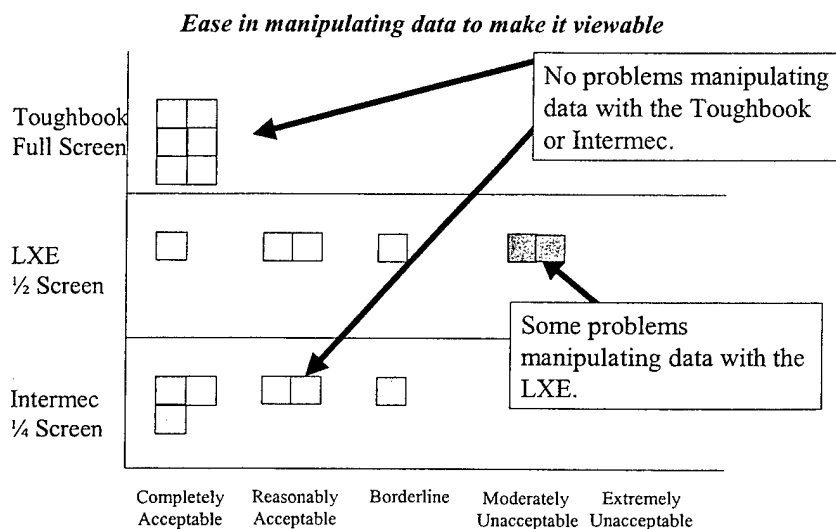 Ease in manipulating data to make it viewable
No problems manipulating
data with the Toughbook
or Intermec.
Toughbook
Full Screen
LXE
½ Screen
Some problems
manipulating data with the
LXE.
Intermec
¼ Screen
Completely
Acceptable
Reasonably
Acceptable
Borderline
Moderately
Unacceptable
Extremely
Unacceptable